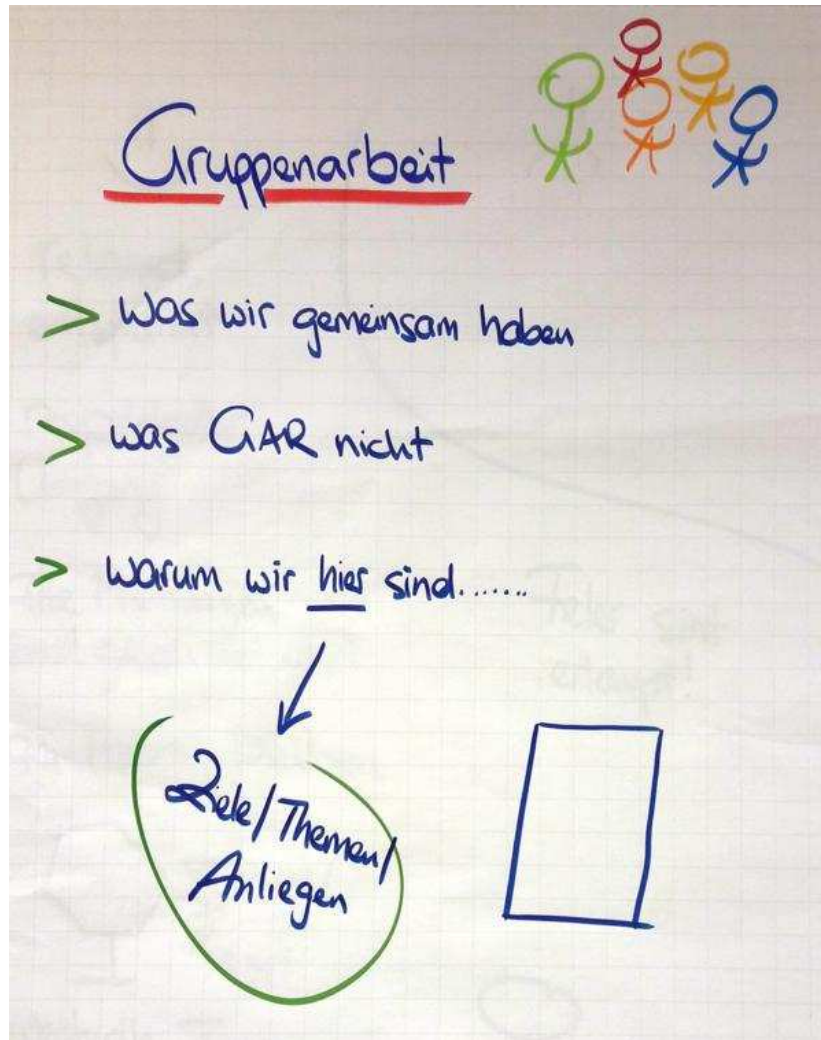 Gruppenarbeit
> Was wir gemeinsam haben
> was GAR nicht
> warum wir hier sind.......
Ziele/Themen/
Anliegen